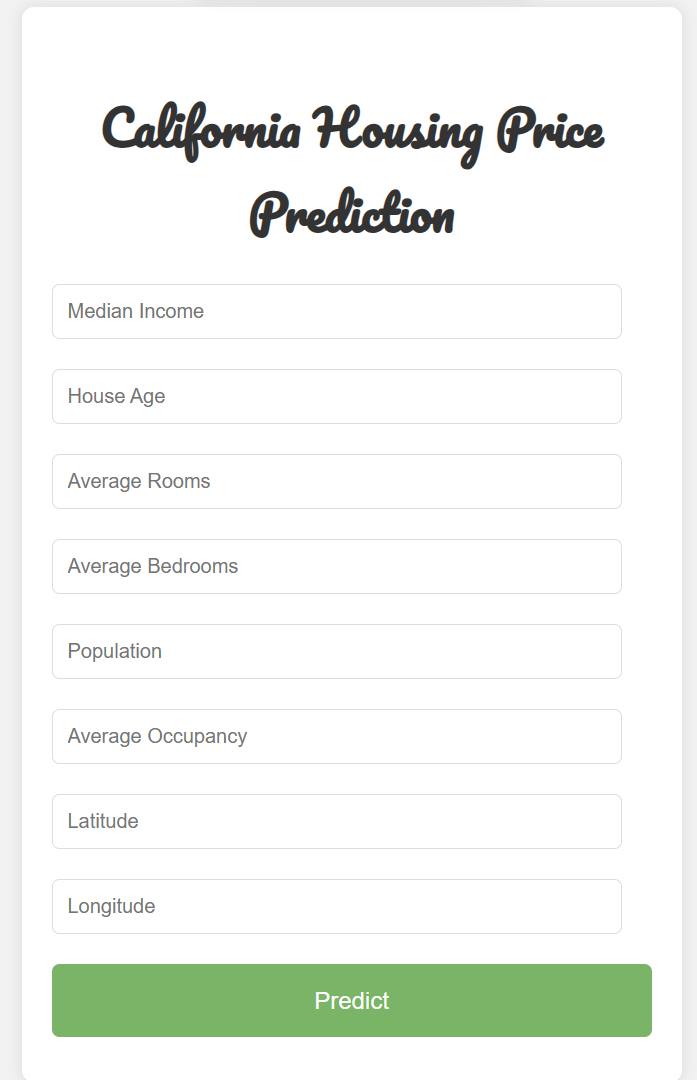 California Housing Price
Prediction
Median Income
House Age
Average Rooms
Average Bedrooms
Population
Average Occupancy
Latitude
Longitude
Predict